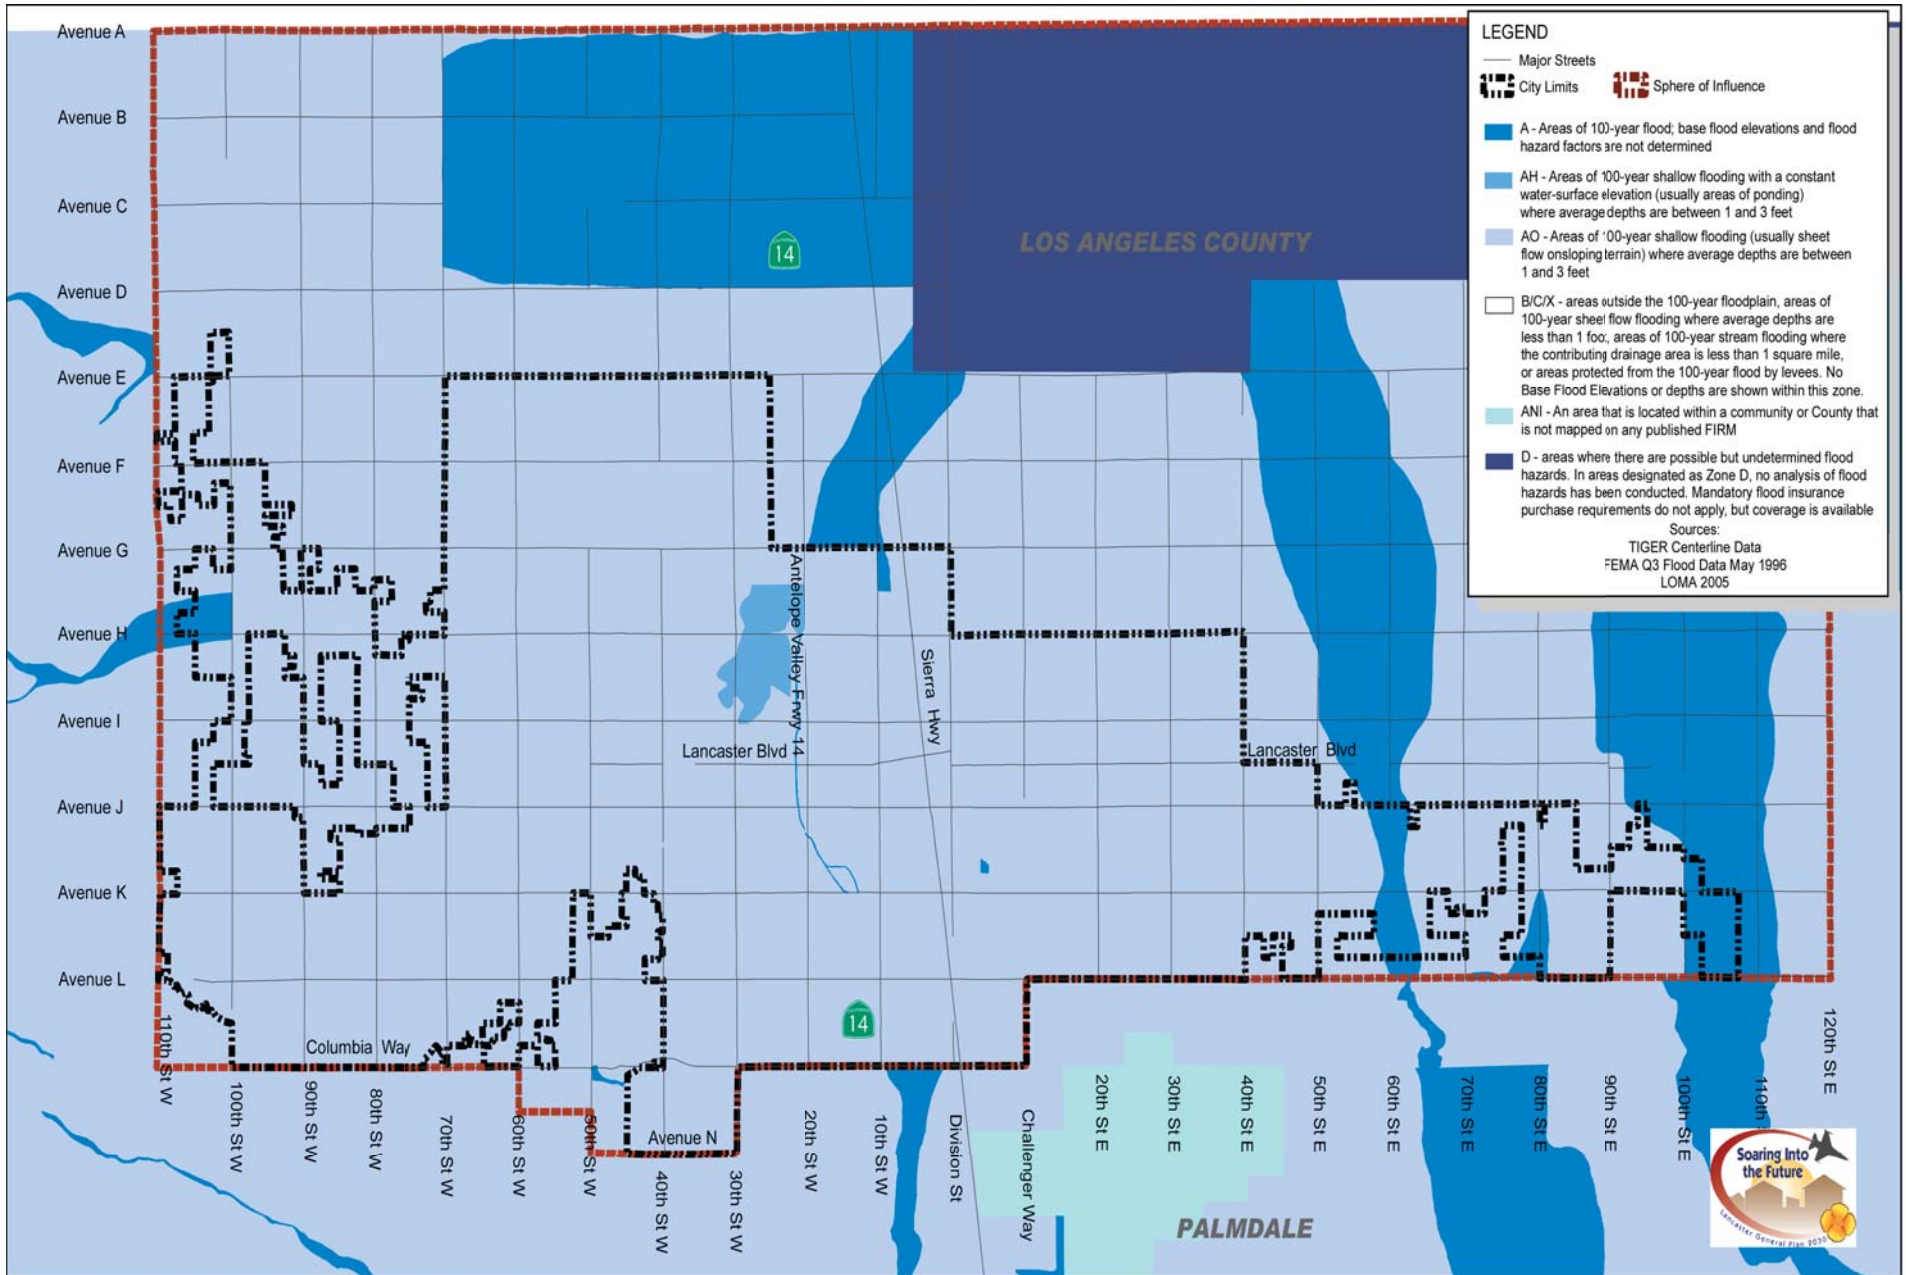 Avenue A
Avenue B
Avenue C
Avenue D
Avenue E
Avenue F
Avenue G
Avenue H
Avenue I
Avenue J
Avenue K
Avenue L
LOS ANGELES COUNTY
14
Antelope Valley Frwy 14
Sierra Hwy
Lancaster Blvd
Lancaster Blvd
14
Columbia Way
Avenue N
110th St W
100th St W
90th St W
80th St W
70th St W
60th St W
50th St W
40th St W
30th St W
20th St W
10th St W
Division St
Challenger Way
20th St E
30th St E
40th St E
50th St E
60th St E
70th St E
80th St E
90th St E
100th St E
110th
120th St E
PALMDALE
LEGEND
Major Streets
City Limits
Sphere of Influence
A - Areas of 100-year flood; base flood elevations and flood
hazard factors are not determined
AH - Areas of 100-year shallow flooding with a constant
water-surface elevation (usually areas of ponding)
where average depths are between 1 and 3 feet
AO - Areas of 100-year shallow flooding (usually sheet
flow onsloping terrain) where average depths are between
1 and 3 feet
B/C/X - areas outside the 100-year floodplain, areas of
100-year sheet flow flooding where average depths are
less than 1 foot, areas of 100-year stream flooding where
the contributing drainage area is less than 1 square mile,
or areas protected from the 100-year flood by levees. No
Base Flood Elevations or depths are shown within this zone.
ANI - An area that is located within a community or County that
is not mapped on any published FIRM
D - areas where there are possible but undetermined flood
hazards. In areas designated as Zone D, no analysis of flood
hazards has been conducted. Mandatory flood insurance
purchase requirements do not apply, but coverage is available
Sources:
TIGER Centerline Data
FEMA Q3 Flood Data May 1996
LOMA 2005
Soaring Into
the Future
Lancaster General Plan 2030